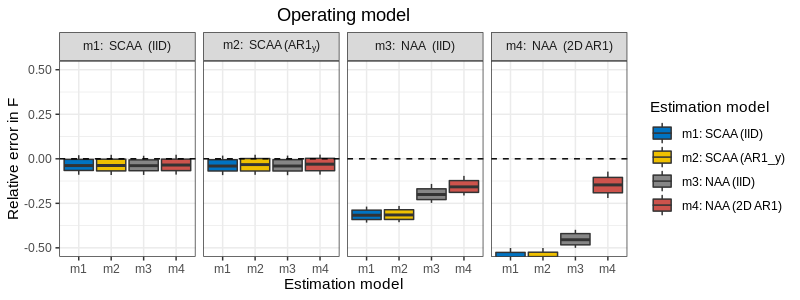 Operating model
m1: SCAA (IID)
m2: SCAA (AR1y)
m3: NAA (IID)
m4: NAA (2D AR1)
Relative error in F
0.50
0.25
0.00
-0.25
-0.50
m1 m2 m3 m4
m1 m2 m3 m4
m1 m2 m3 m4
m1 m2 m3 m4
Estimation model
Estimation model
m1: SCAA (IID)
m2: SCAA (AR1_y)
m3: NAA (IID)
m4: NAA (2D AR1)